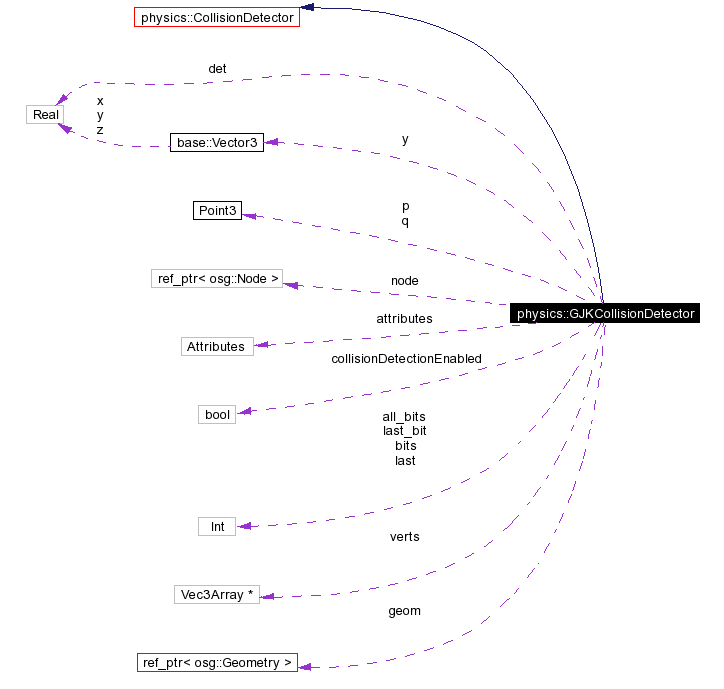 physics::CollisionDetector
det
x
Real
y
z
base::Vector3
y
Point3
p
q
ref_ptr< osg::Node >
node
physics::GJKCollisionDetector
attributes
Attributes
collisionDetectionEnabled
bool
all_bits
last_bit
bits
last
Int
verts
Vec3Array *
geom
ref_ptr< osg::Geometry >